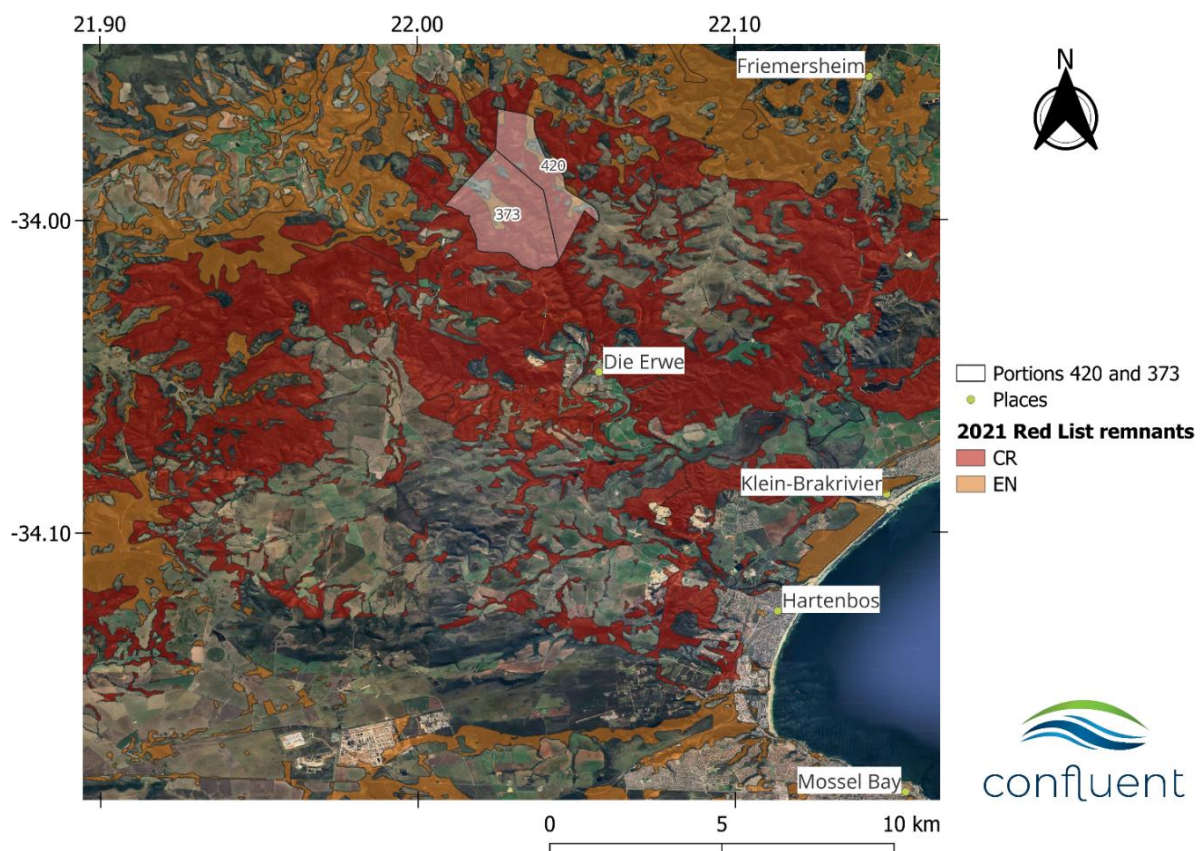 21.90
22.00
22.10
Friemersheim
N
420
373
-34.00
Die Erwe
Portions 420 and 373
Places
2021 Red List remnants
CR
EN
Klein-Brakrivier
-34.10
Hartenbos
Mossel Bay
confluent
0
5
10 km